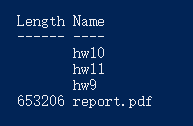 Length Name
------ ----
hw10
hw11
hw9
653206 report.pdf